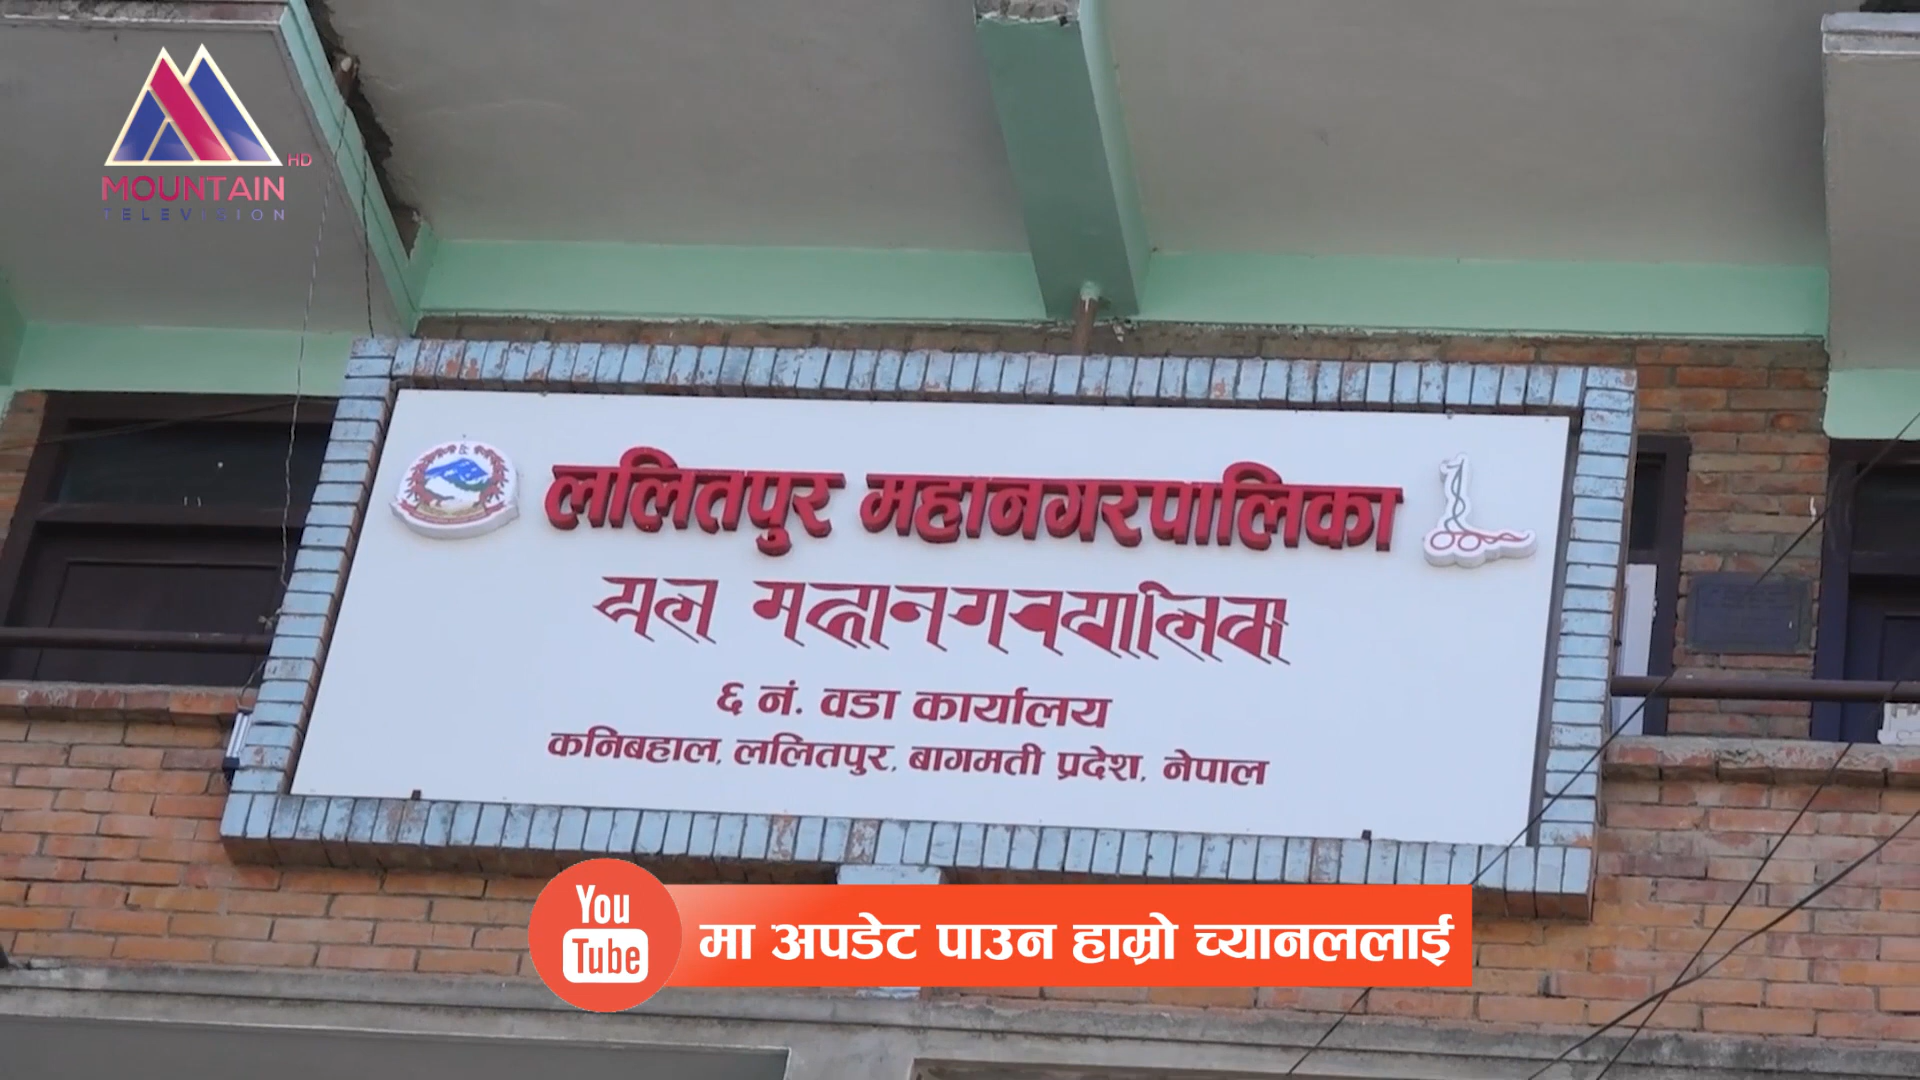 HD
MOUNTAIN
TELEVISION
ललितपुर महानगरपालिका
६ नं. वडा कार्यालय
कनिबहाल, ललितपुर, बागमती प्रदेश, नेपाल
You
Tube
मा अपडेट पाउन हाम्रो च्यानललाई